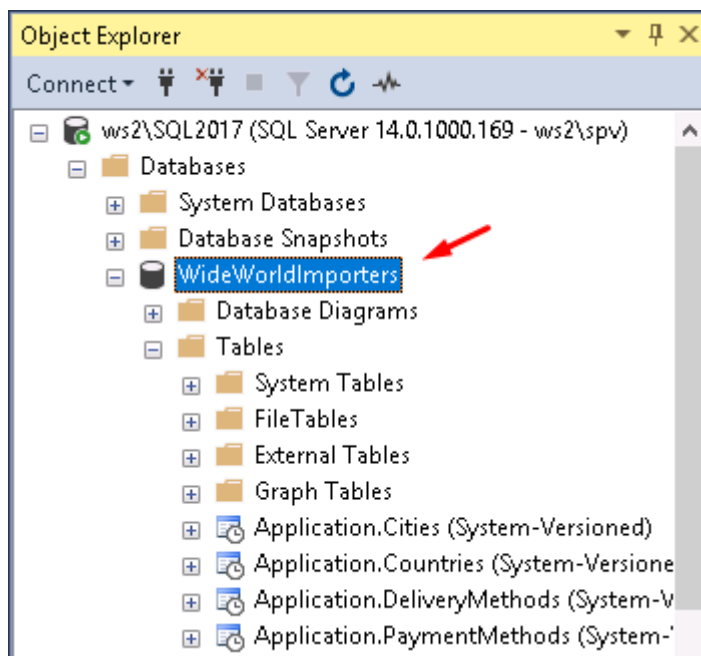 Object Explorer
Connect
ws2\SQL2017 (SQL Server 14.0.1000.169 - ws2\spv)
Databases
System Databases
Database Snapshots
WideWorldImporters
Database Diagrams
Tables
System Tables
FileTables
External Tables
Graph Tables
Application.Cities (System-Versioned)
Application.Countries (System-Versione
Application.DeliveryMethods (System-V
Application.PaymentMethods (System-